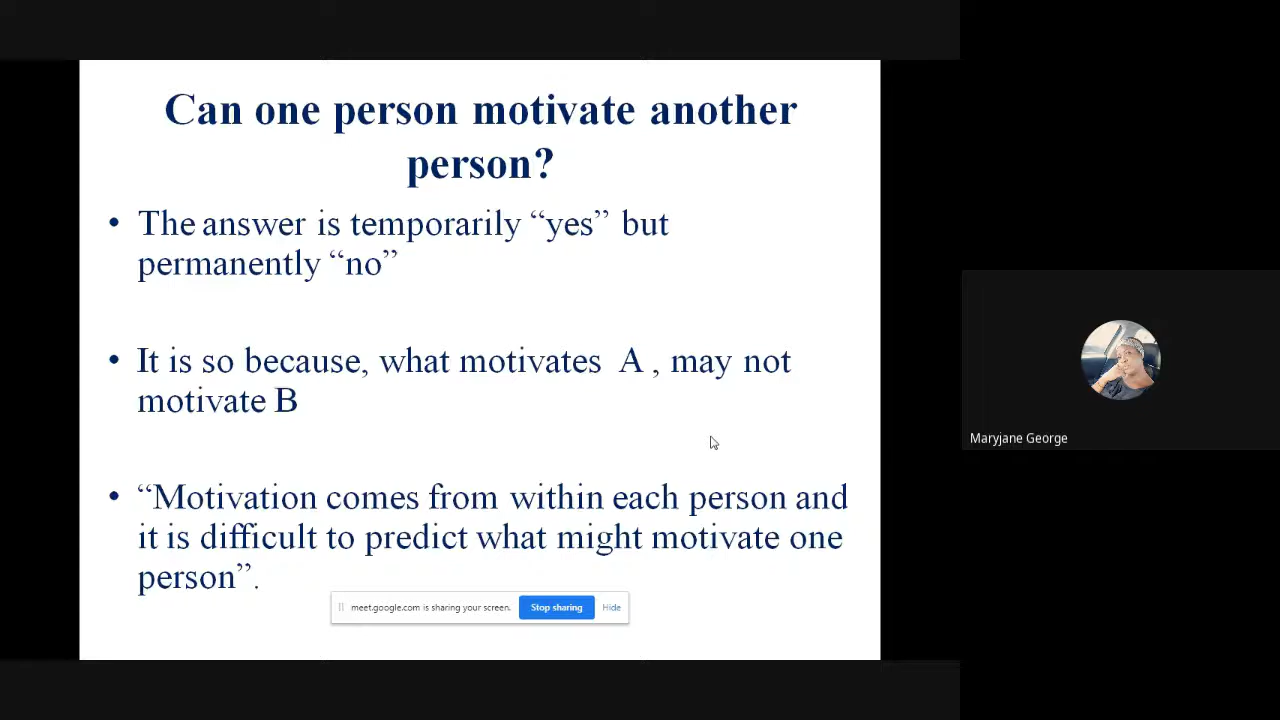 Can one person motivate another
person?
• The answer is temporarily “yes” but
permanently “no”
• It is so because, what motivates A , may not
motivate B
• “Motivation comes from within each person and
it is difficult to predict what might motivate one
person”.
meet.google.com is sharing your screen. Stop sharing Hide
Maryjane George